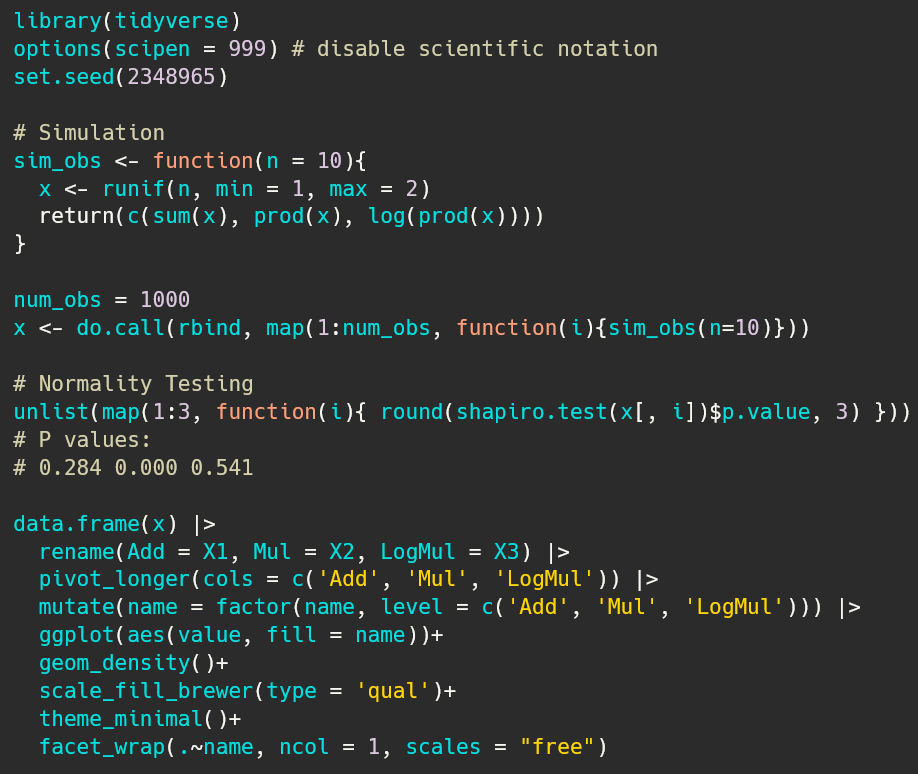 library(tidyverse)
options(scipen = 999) # disable scientific notation
set.seed(2348965)

# Simulation
sim_obs <- function(n = 10){
  x <- runif(n, min = 1, max = 2)
  return(c(sum(x), prod(x), log(prod(x))))
}

num_obs = 1000
x <- do.call(rbind, map(1:num_obs, function(i){sim_obs(n=10)}))

# Normality Testing
unlist(map(1:3, function(i){ round(shapiro.test(x[, i])$p.value, 3) }))
# P values:
# 0.284 0.000 0.541

data.frame(x) |>
  rename(Add = X1, Mul = X2, LogMul = X3) |>
  pivot_longer(cols = c('Add', 'Mul', 'LogMul')) |>
  mutate(name = factor(name, level = c('Add', 'Mul', 'LogMul'))) |>
  ggplot(aes(value, fill = name))+
  geom_density()+
  scale_fill_brewer(type = 'qual')+
  theme_minimal()+
  facet_wrap(.~name, ncol = 1, scales = "free")